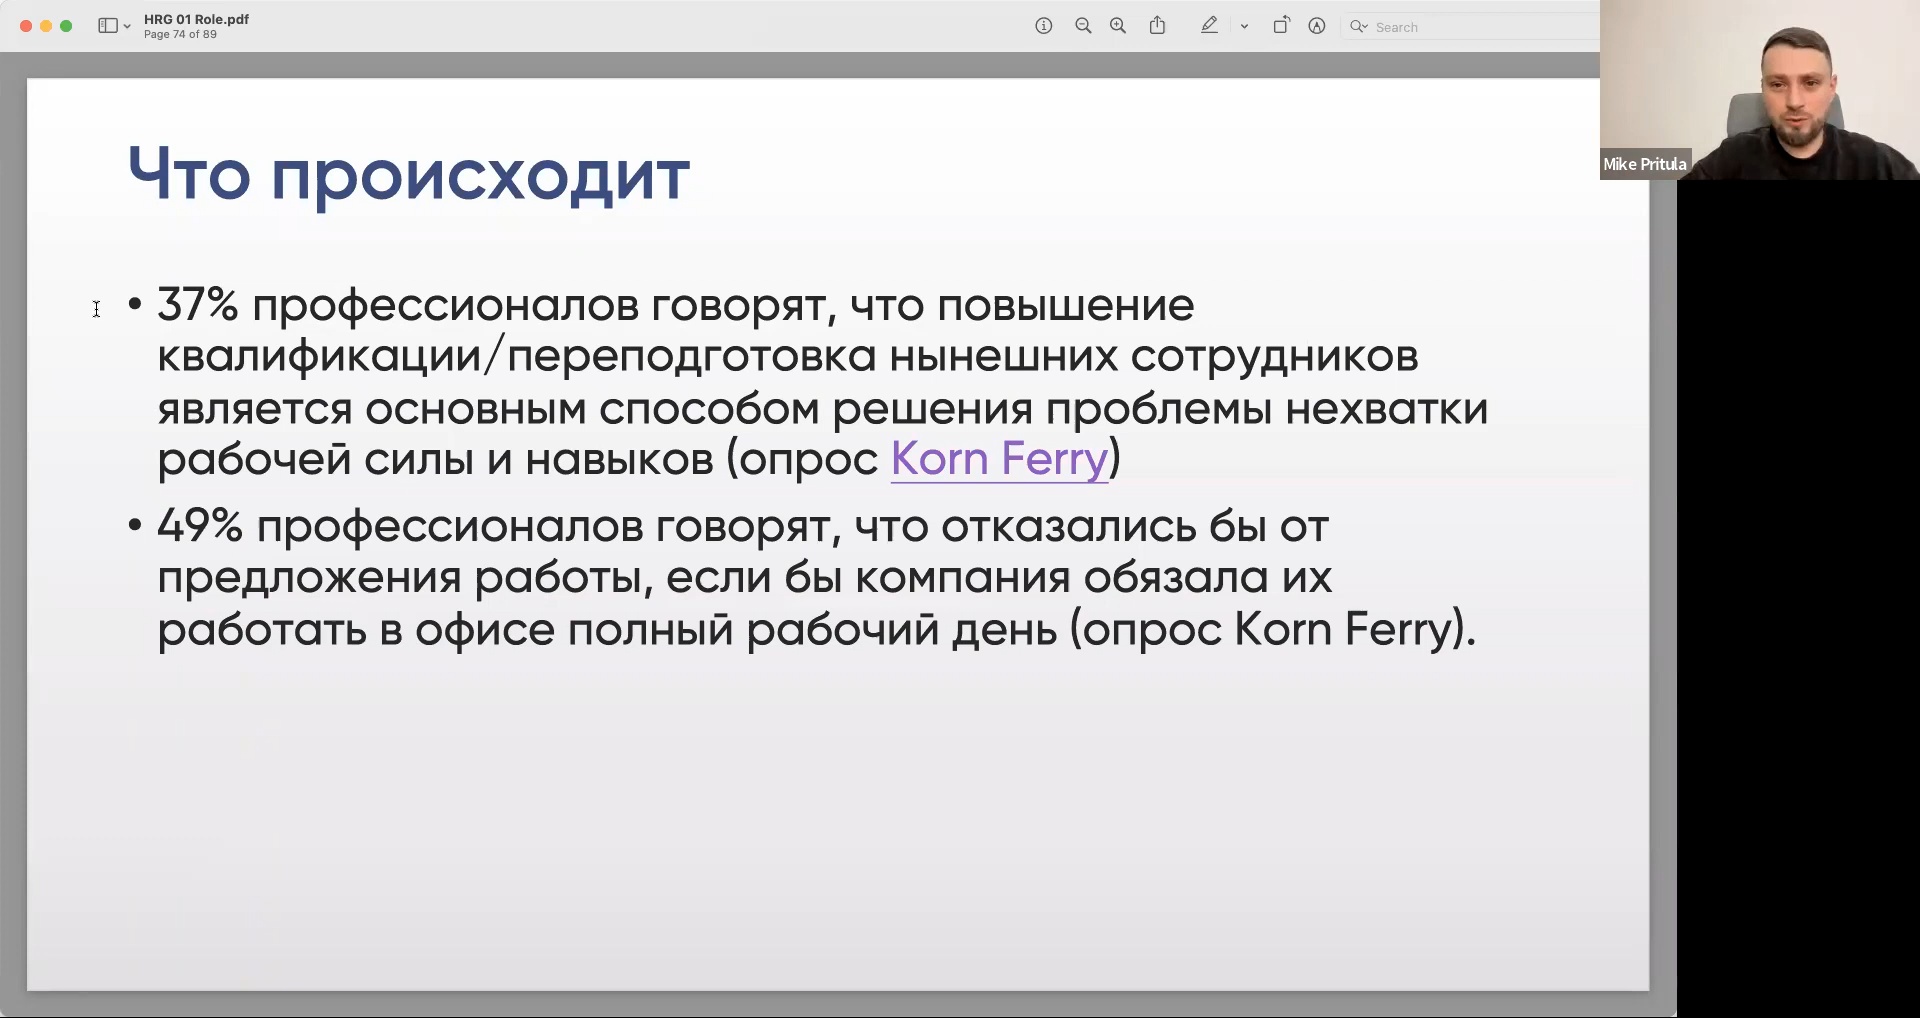 HRG 01 Role.pdf
Page 74 of 89
Search
Mike Pritula
Что происходит
• 37% профессионалов говорят, что повышение
квалификации/переподготовка нынешних сотрудников
является основным способом решения проблемы нехватки
рабочей силы и навыков (опрос Korn Ferry)
• 49% профессионалов говорят, что отказались бы от
предложения работы, если бы компания обязала их
работать в офисе полный рабочий день (опрос Korn Ferry).